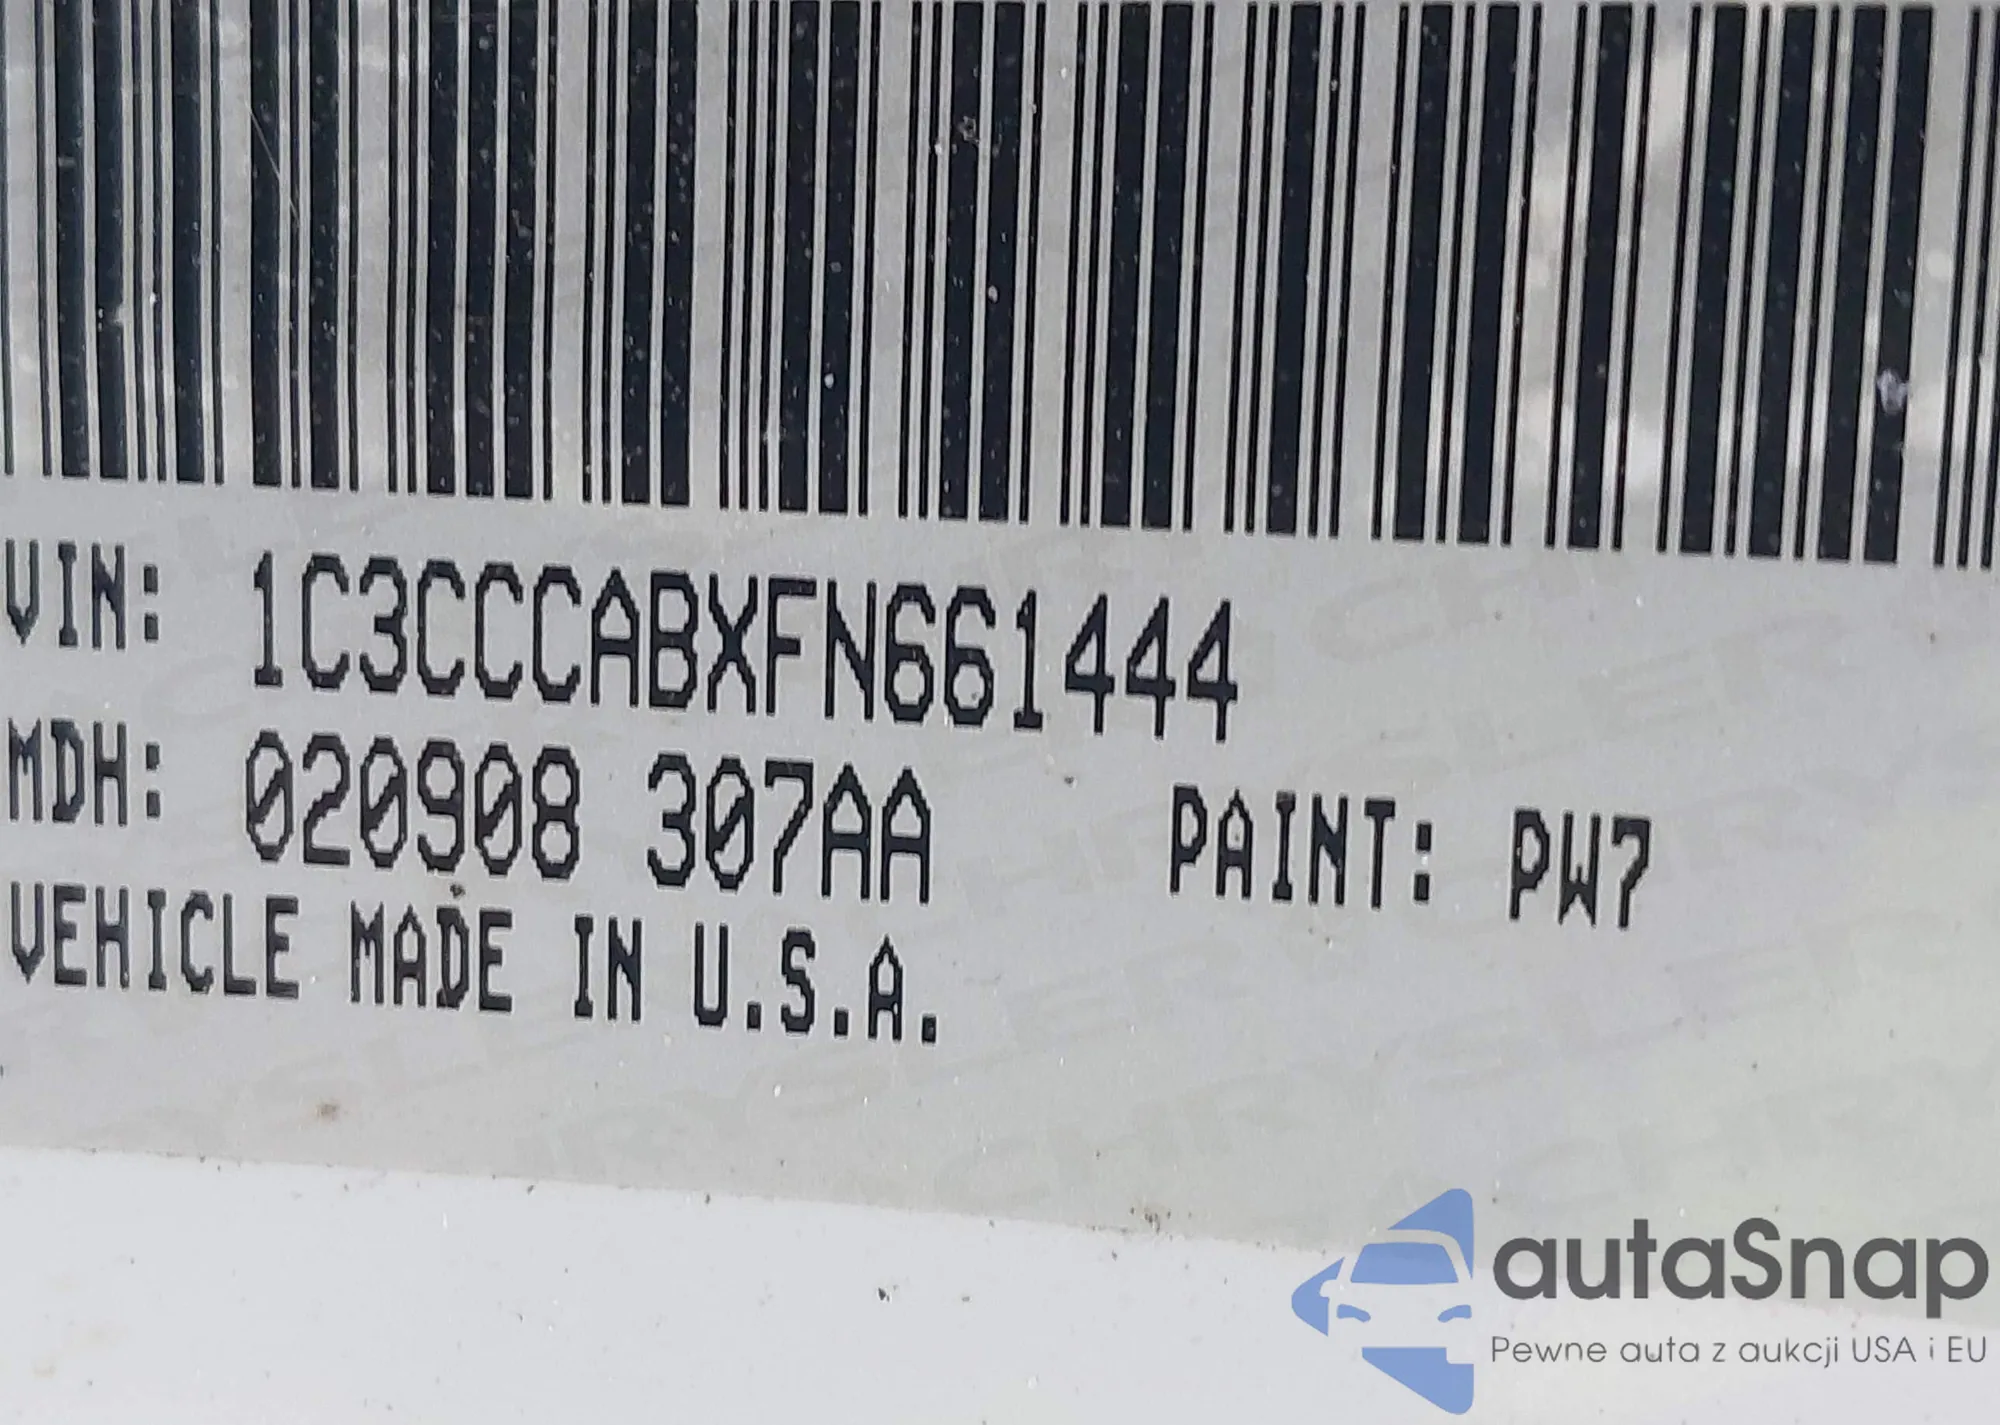 VIN: 1C3CCCABXFN661444
MDH: 020908 307AA PAINT: PW7
VEHICLE MADE IN U.S.A.
autaSnap
Pewne auta z aukcji USA i EU